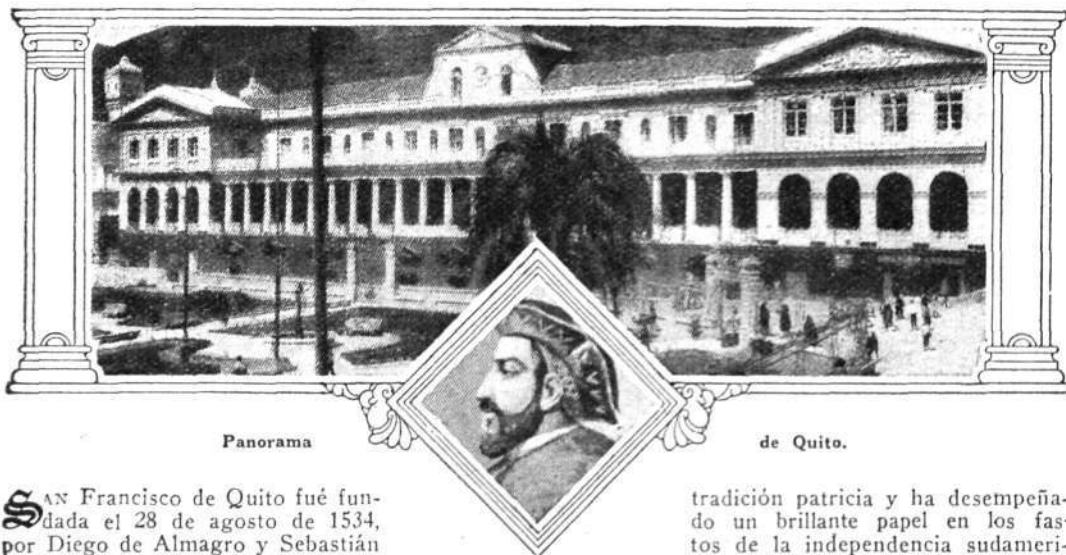 Panorama de Quito.
SAN Francisco de Quito fué fun-
dada el 28 de agosto de 1534,
por Diego de Almagro y Sebastián
tradición patricia y ha desempeña-
do un brillante papel en los fas-
tos de la independencia sudameri-